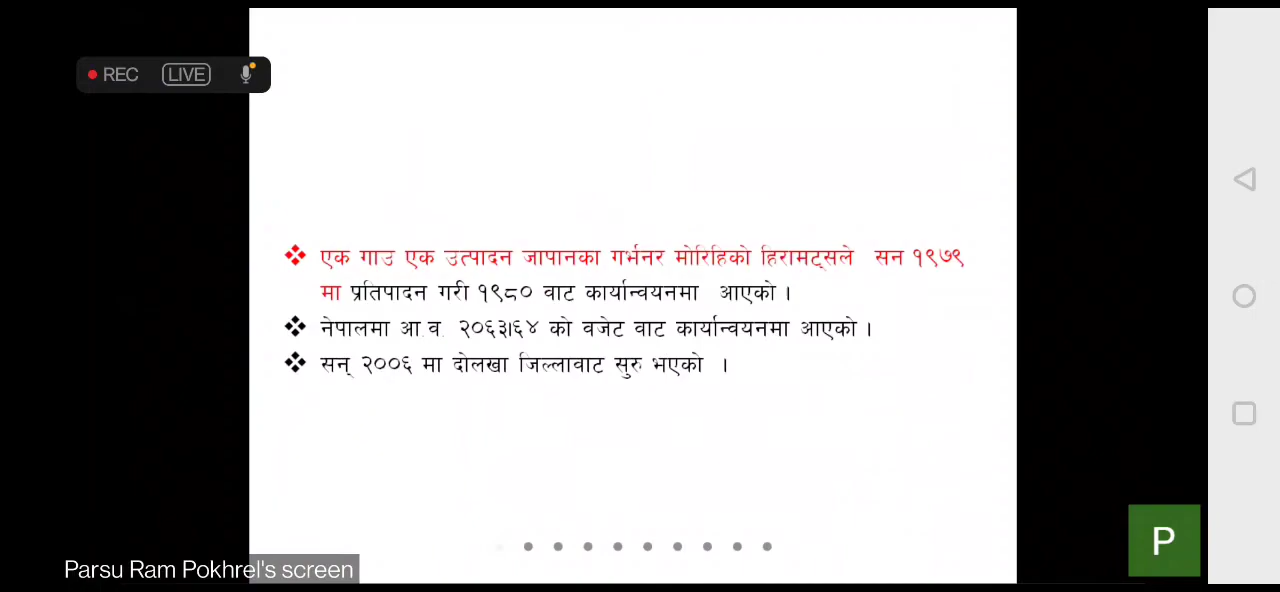 REC LIVE
❖ एक गाउ एक उत्पादन जापानका गर्भनर मोरिहिको हिरामट्सले सन १९७९
मा प्रतिपादन गरी १९८० वाट कार्यान्वयनमा आएको ।
❖ नेपालमा आ.व. २०६३।६४ को वजेट वाट कार्यान्वयनमा आएको ।
❖ सन् २००६ मा दोलखा जिल्लावाट सुरु भएको ।
P
Parsu Ram Pokhrel's screen